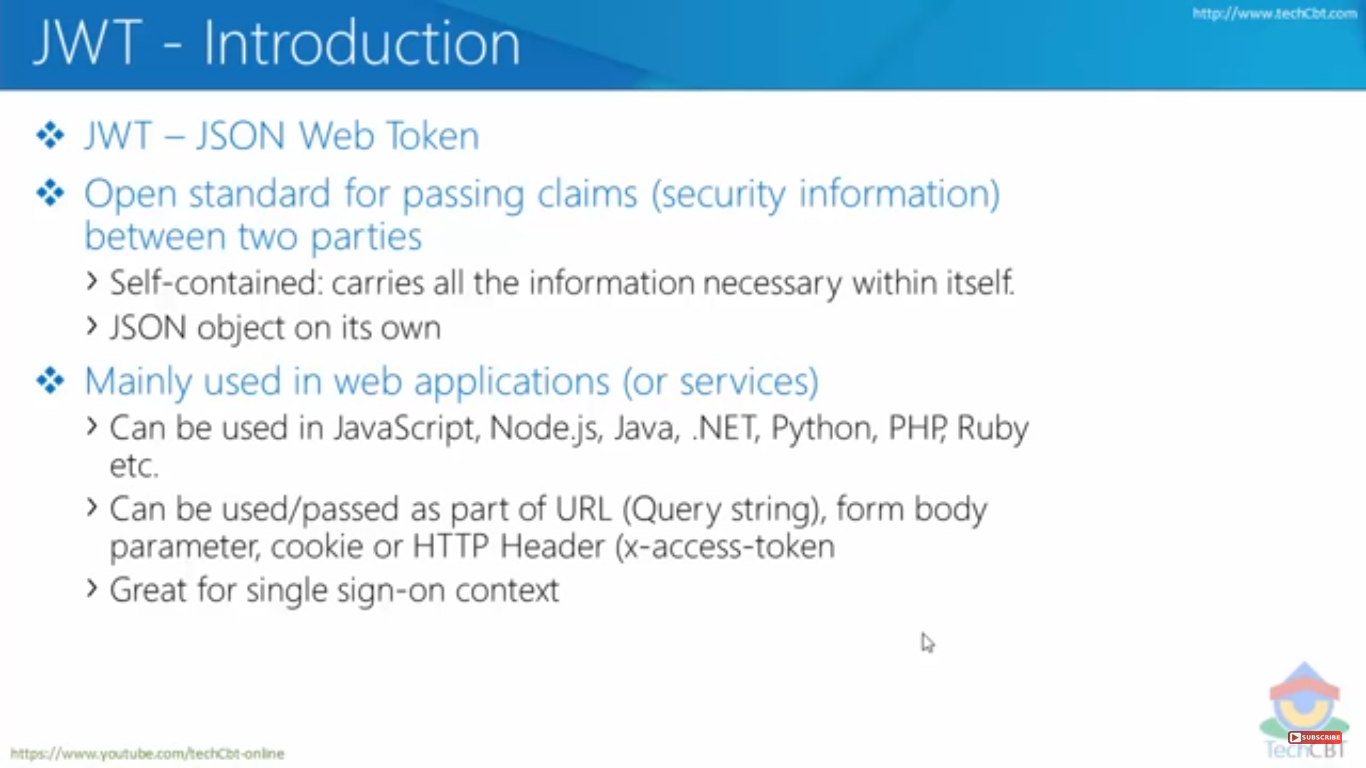 http://www.techCbt.com
JWT - Introduction
JWT – JSON Web Token
Open standard for passing claims (security information)
between two parties
Self-contained: carries all the information necessary within itself.
JSON object on its own
Mainly used in web applications (or services)
Can be used in JavaScript, Node.js, Java, .NET, Python, PHP, Ruby
etc.
Can be used/passed as part of URL (Query string), form body
parameter, cookie or HTTP Header (x-access-token
Great for single sign-on context
SUBSCRIBE
TechCBT
https://www.youtube.com/techCbt-online